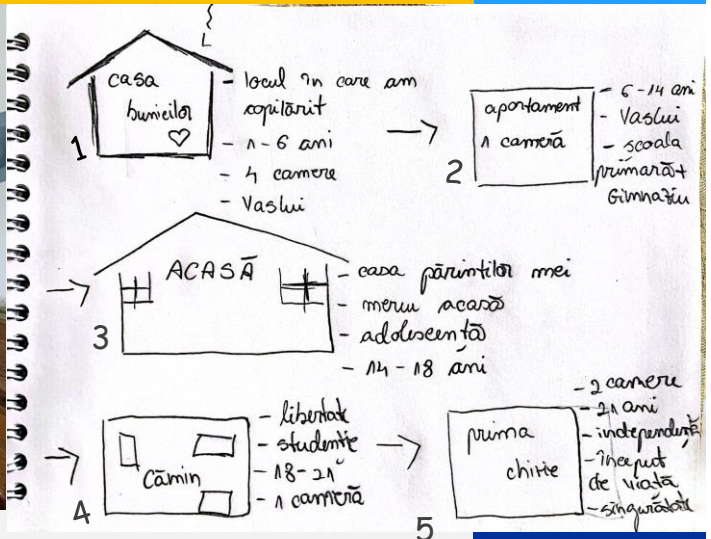 casa
bunicilor
♡
1
- locul în care am
copilărit
- 1-6 ani
- 4 camere
- Vaslui
apartament
1 cameră
2
- 6-14 ani
- Vaslui
- școala
primară +
Gimnaziu
ACASĂ
3
- casa părinților mei
- mereu acasă
- adolescență
- 14-18 ani
Cămin
4
- libertate
- studenție
- 18-21
- 1 cameră
prima
chirie
5
- 2 camere
- 21 ani
- independență
- început
de viață
- singurătate